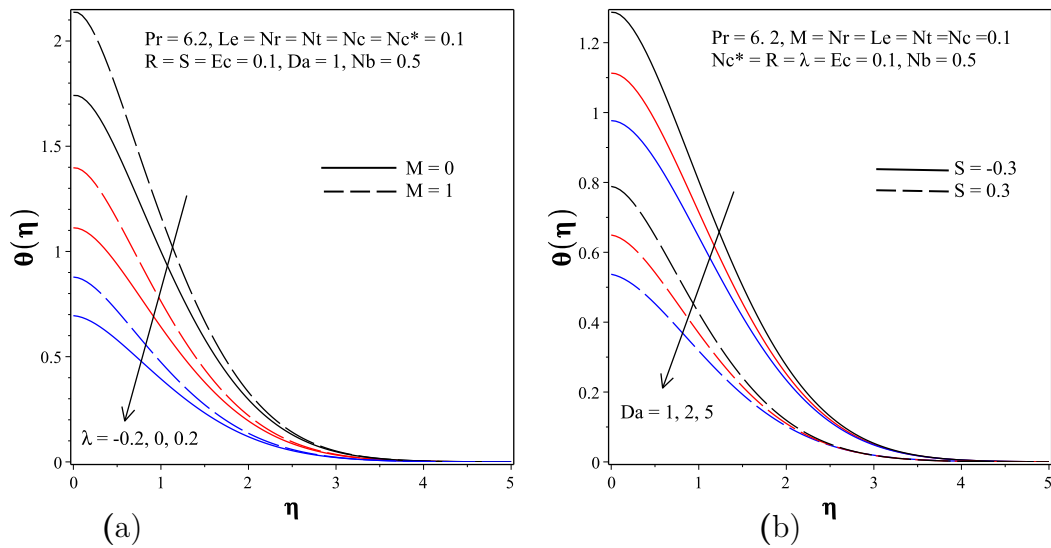 Pr = 6.2, Le = Nr = Nt = Nc = Nc* = 0.1
R = S = Ec = 0.1, Da = 1, Nb = 0.5
M = 0
M = 1
λ = -0.2, 0, 0.2
θ(η)
2
1.5
1
0.5
0
0
1
2
3
4
5
η
(a)
Pr = 6. 2, M = Nr = Le = Nt =Nc =0.1
Nc* = R = λ = Ec = 0.1, Nb = 0.5
S = -0.3
S = 0.3
Da = 1, 2, 5
θ(η)
1.2
1
0.8
0.6
0.4
0.2
0
0
1
2
3
4
5
η
(b)